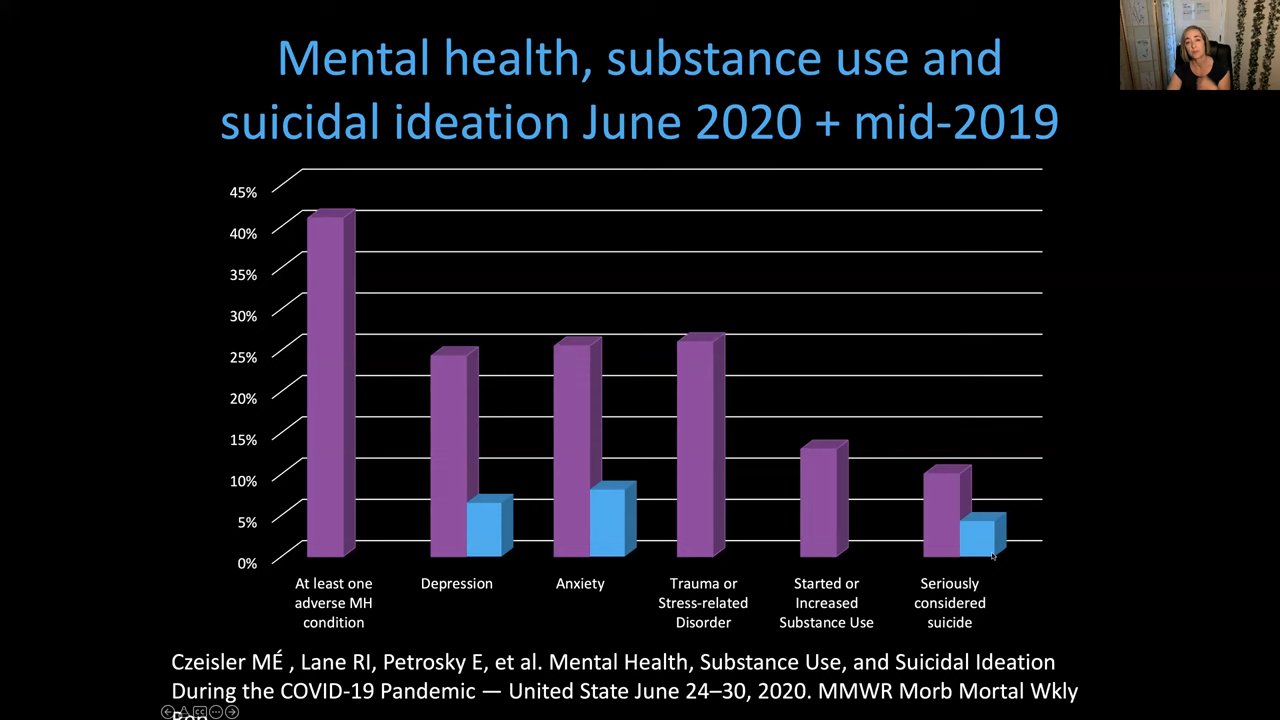 Mental health, substance use and
suicidal ideation June 2020 + mid-2019
45%
40%
35%
30%
25%
20%
15%
10%
5%
0%
At least one
adverse MH
condition
Depression
Anxiety
Trauma or
Stress-related
Disorder
Started or
Increased
Substance Use
Seriously
considered
suicide
Czeisler MÉ , Lane RI, Petrosky E, et al. Mental Health, Substance Use, and Suicidal Ideation
During the COVID-19 Pandemic — United State June 24–30, 2020. MMWR Morb Mortal Wkly